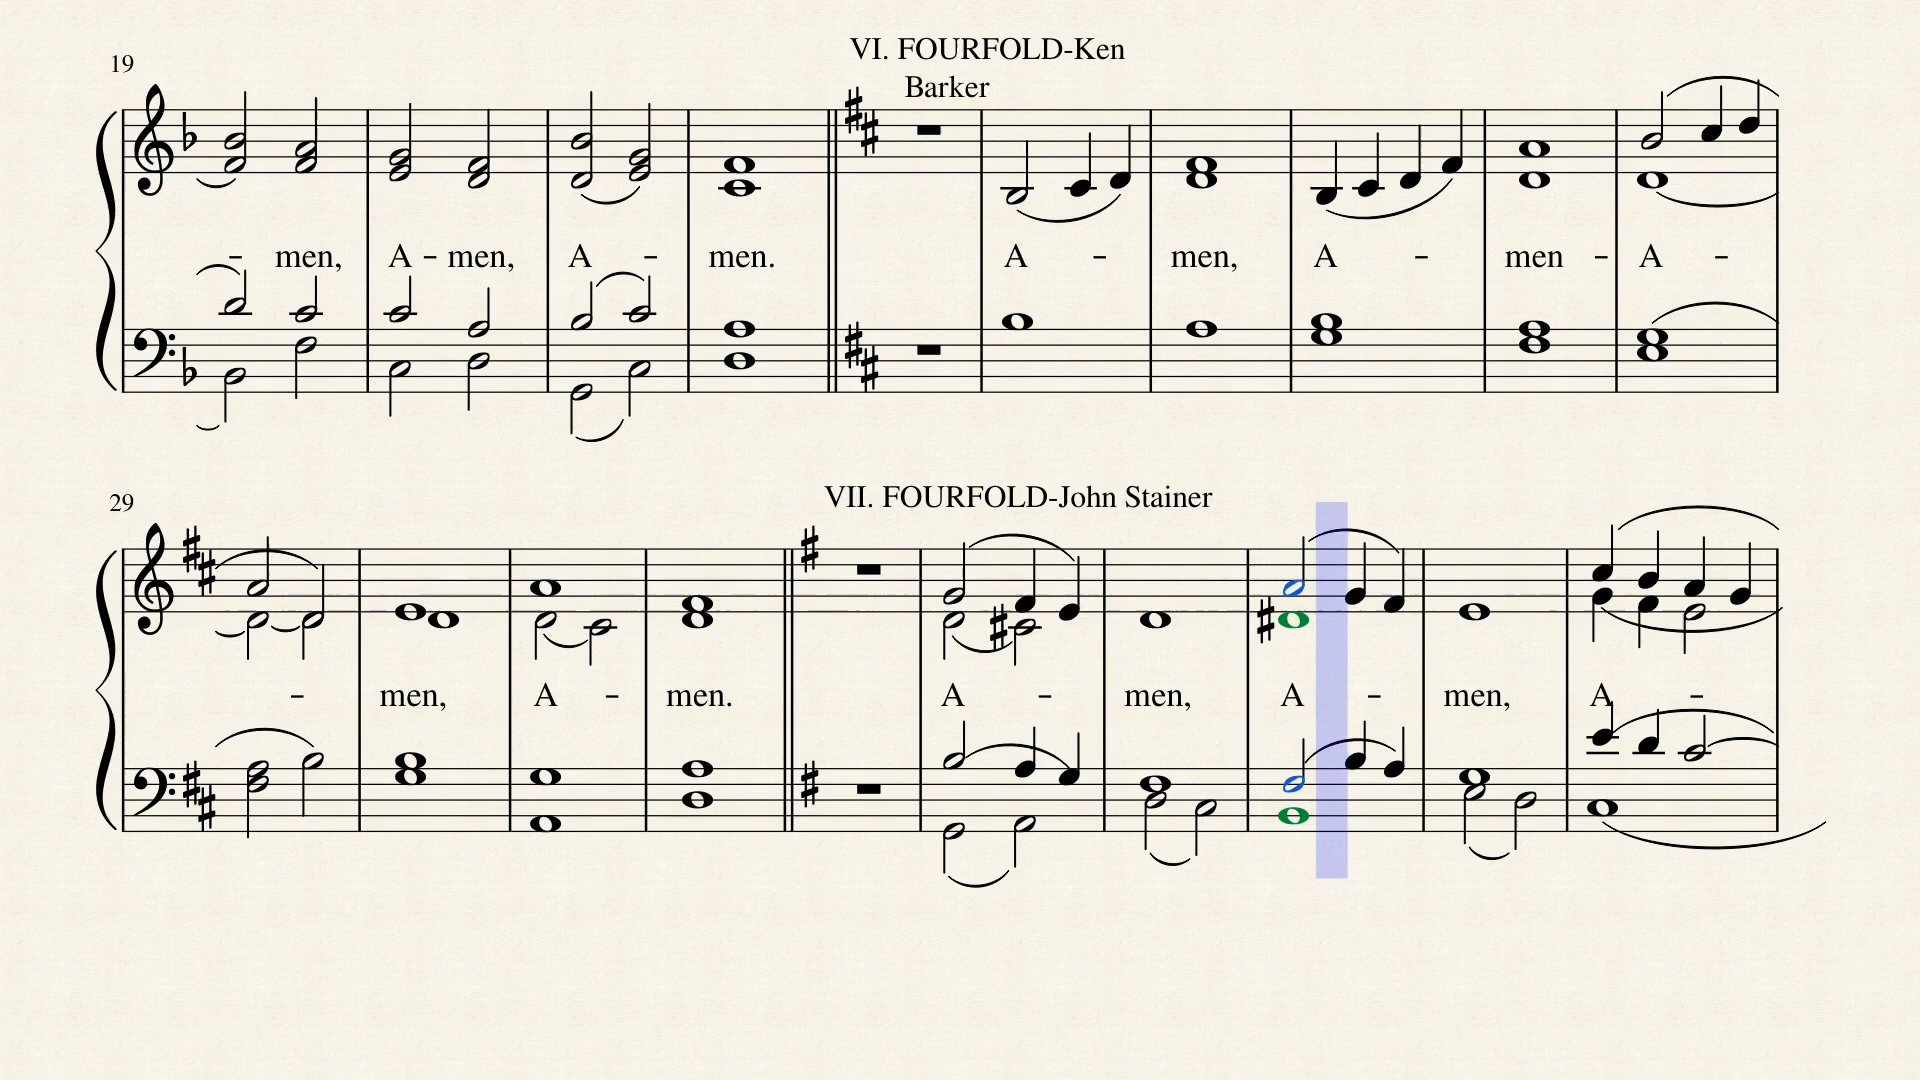 VI. FOURFOLD-Ken
Barker
19
- men, A - men, A - men. A - men, A - men - A -
VII. FOURFOLD-John Stainer
29
- men, A - men. A - men, A - men, A -